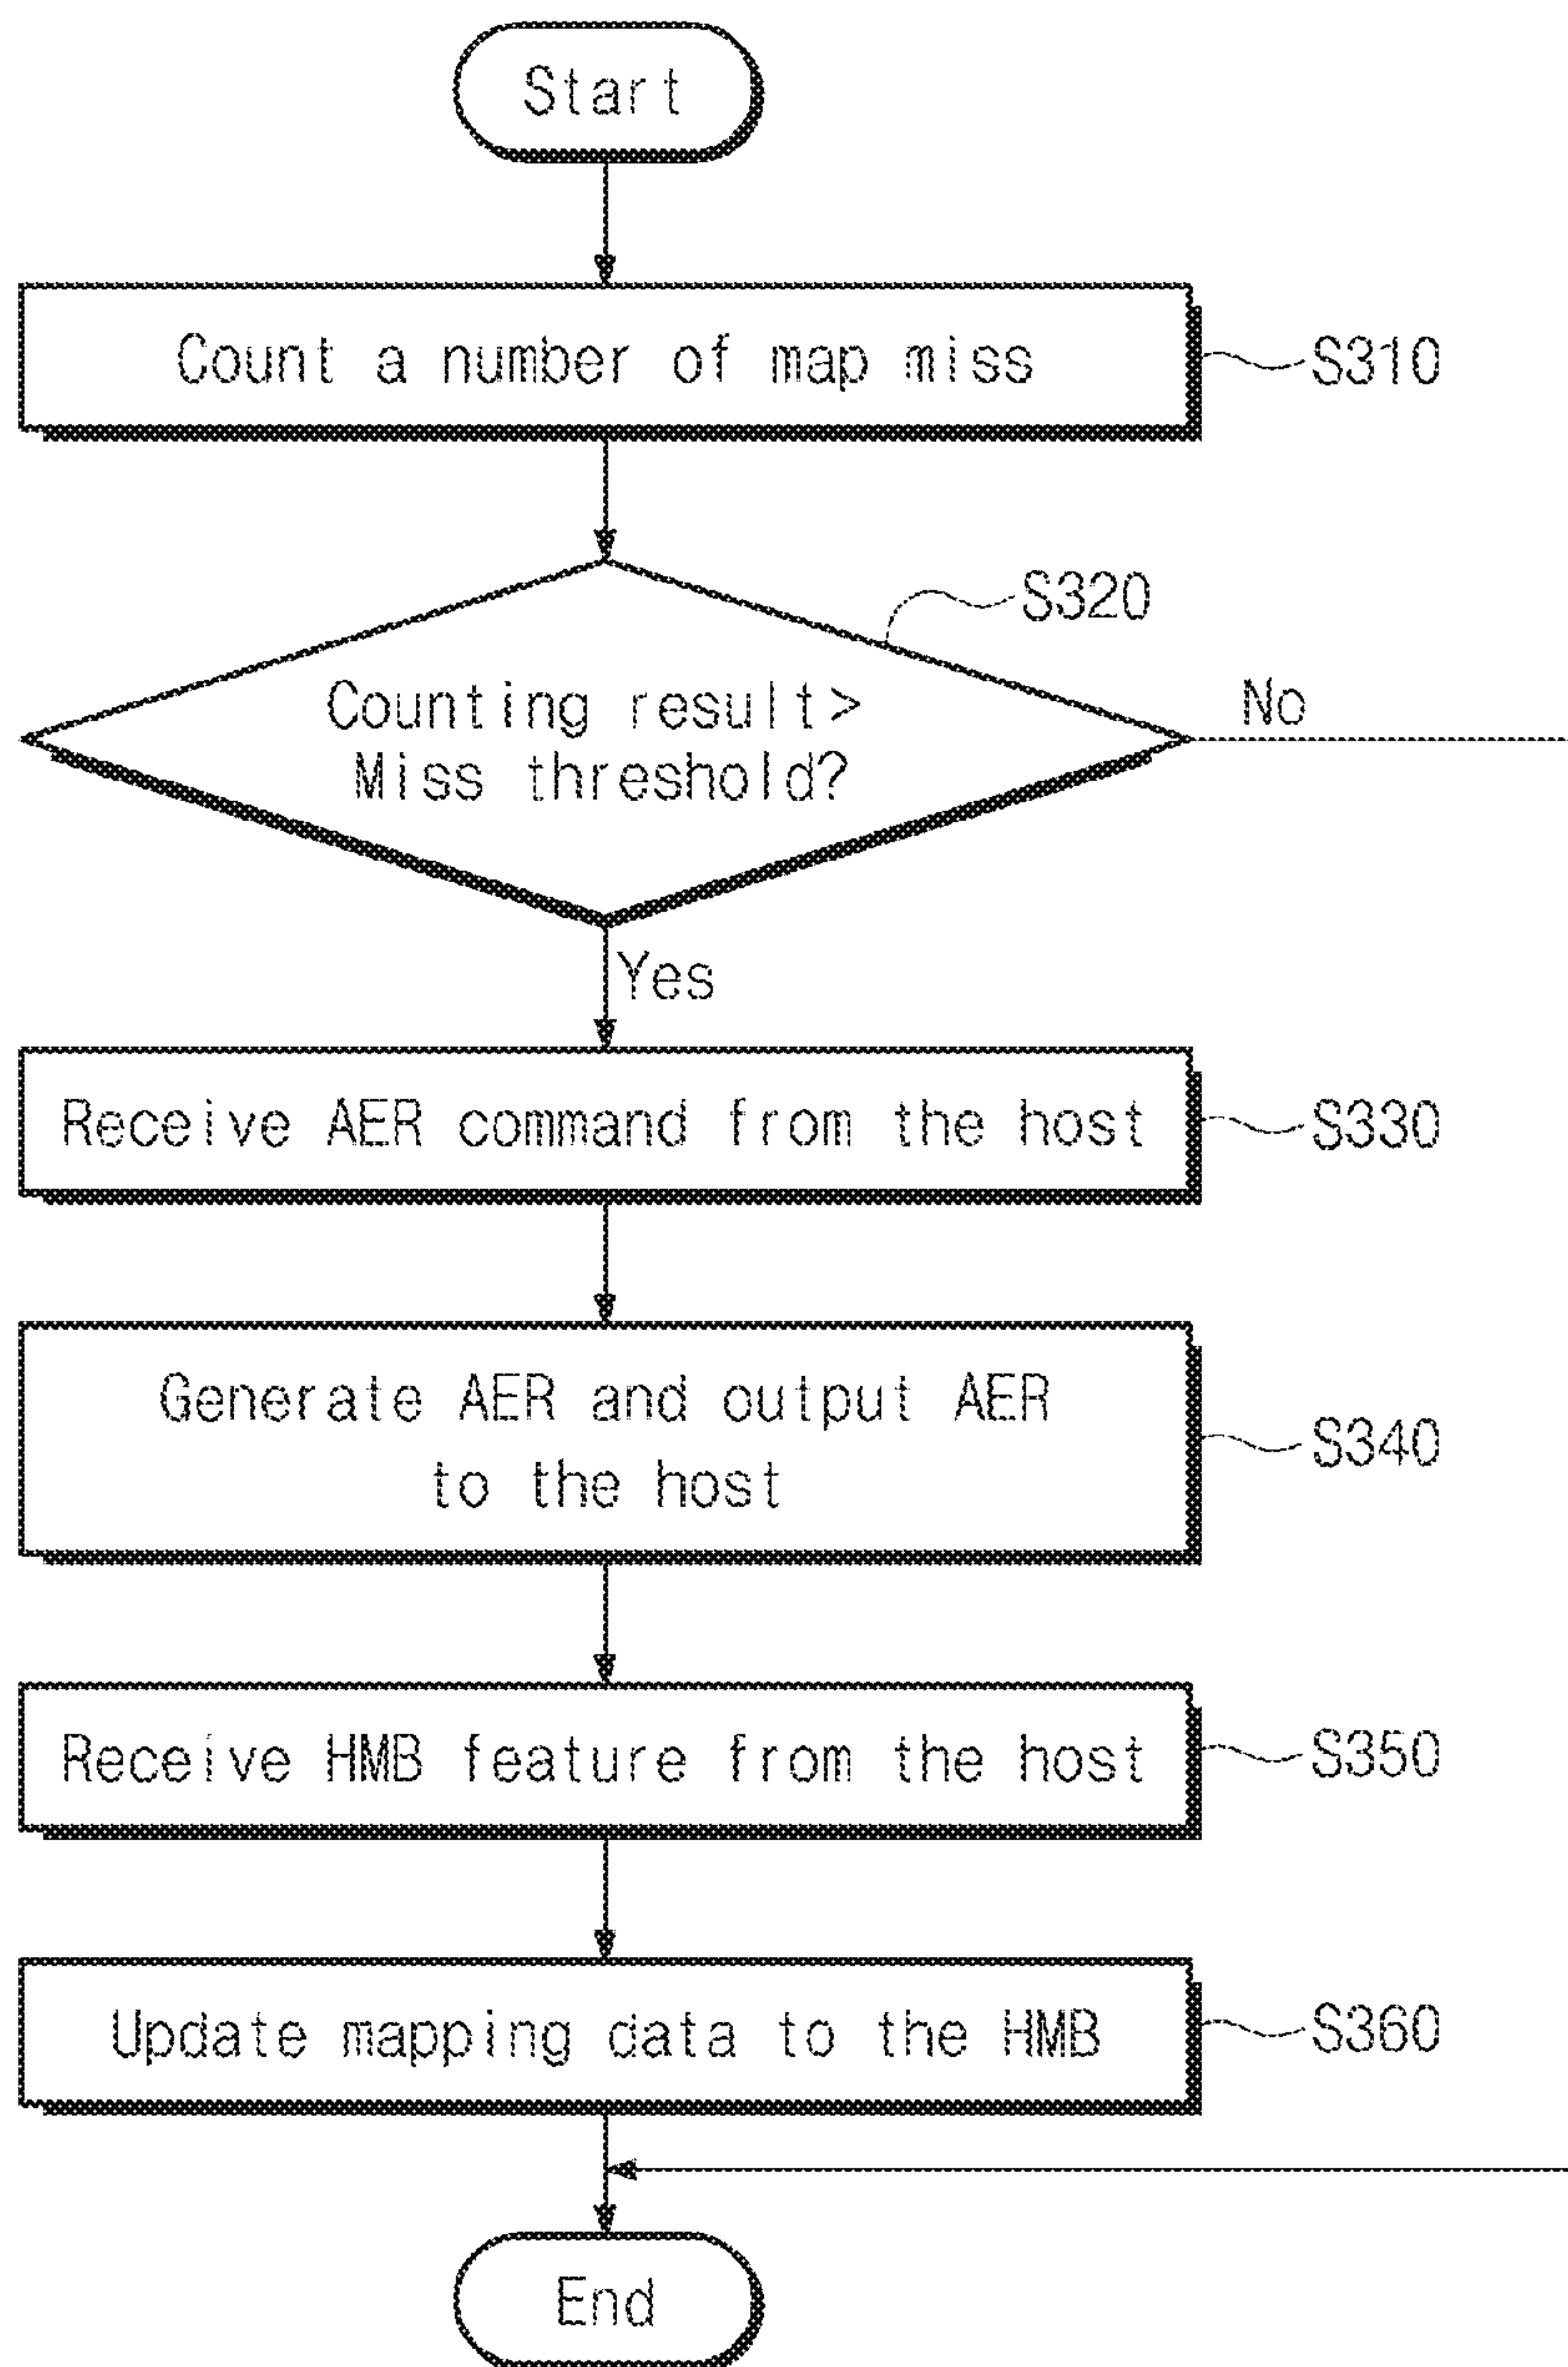 Start
Count a number of map miss
S310
S320
Counting result>
Miss threshold?
No
Yes
Receive AER command from the host
S330
Generate AER and output AER
to the host
S340
Receive HMB feature from the host
S350
Update mapping data to the HMB
S360
End